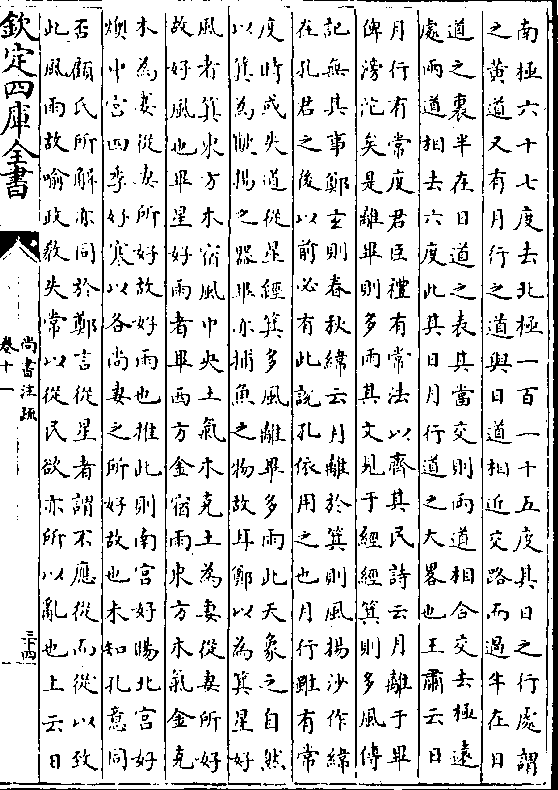 南極六十七度去北極一百一十五度其日之行處謂
之黃道又有月行之道與日道相近交路而過半在日
道之裏半在日道之表其當交則兩道相合交去極遠
處兩道相去六度此其日月行道之大畧也王肅云日
月行有常度君臣禮有常法以齊其民詩云月離于畢
俾滂沱矣是離畢則多雨其文見于經經箕則多風傳
記無其事鄭玄則春秋緯云月離於箕則風揚沙作緯
在孔君之後以前必有此說孔依用之也月行雖有常
度時或失道從星經箕多風離畢多雨此天象之自然
以箕為簸揚之器畢亦捕魚之物故耳鄭以為箕星好
風者箕東方木宿風中央土氣木克土為妻從妻所好
故好風也畢星好雨者畢西方金宿雨東方木氣金克
木為妻從妻所好故好雨也推此則南宮好暘北宮好
燠中宮四季好寒以各尚妻之所好故也未知孔意同
否顧氏所解亦同於鄭言從星者謂不應從而從以致
此風雨故喻政教失常以從民欲亦所以亂也上云日
欽定四庫全書
尚書注疏
卷十一
三十四